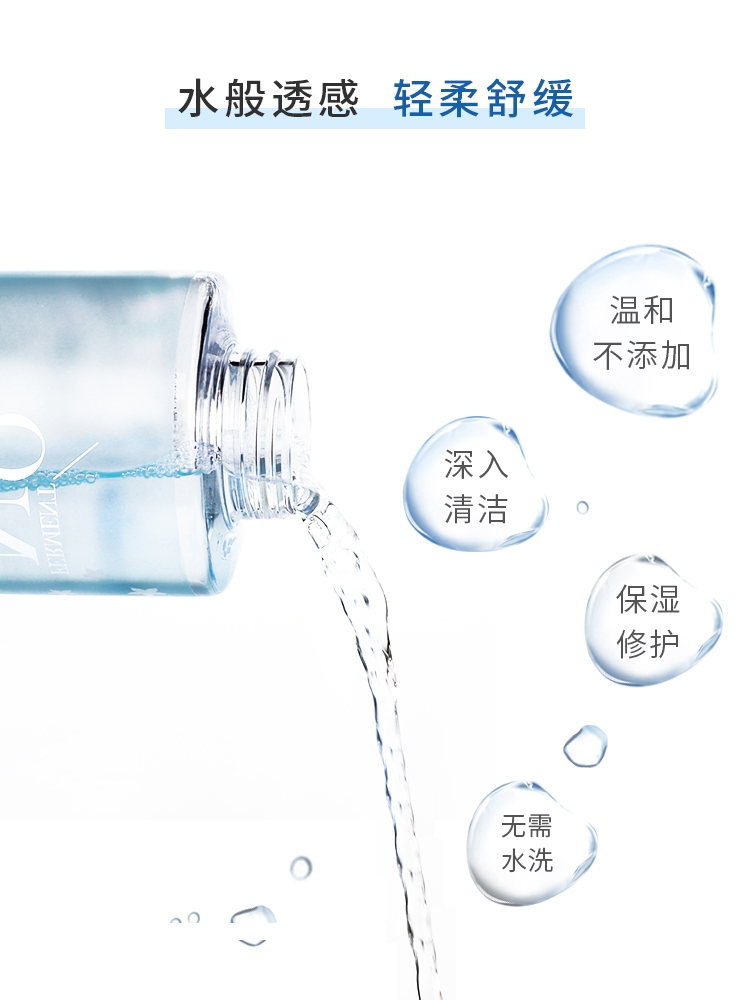 水般透感 轻柔舒缓
温和
不添加
深入
清洁
保湿
修护
无需
水洗
FERMENT